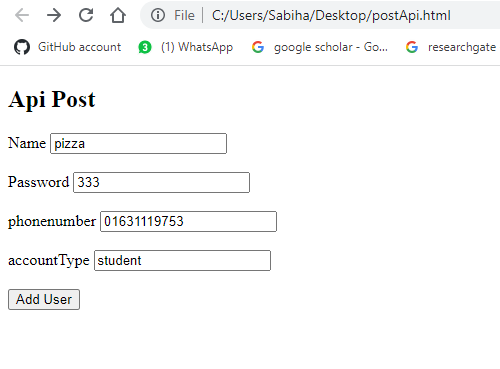 File C:/Users/Sabiha/Desktop/postApi.html
GitHub account 3 (1) WhatsApp google scholar - Go... researchgate
Api Post
Name pizza
Password 333
phonenumber 01631119753
accountType student
Add User